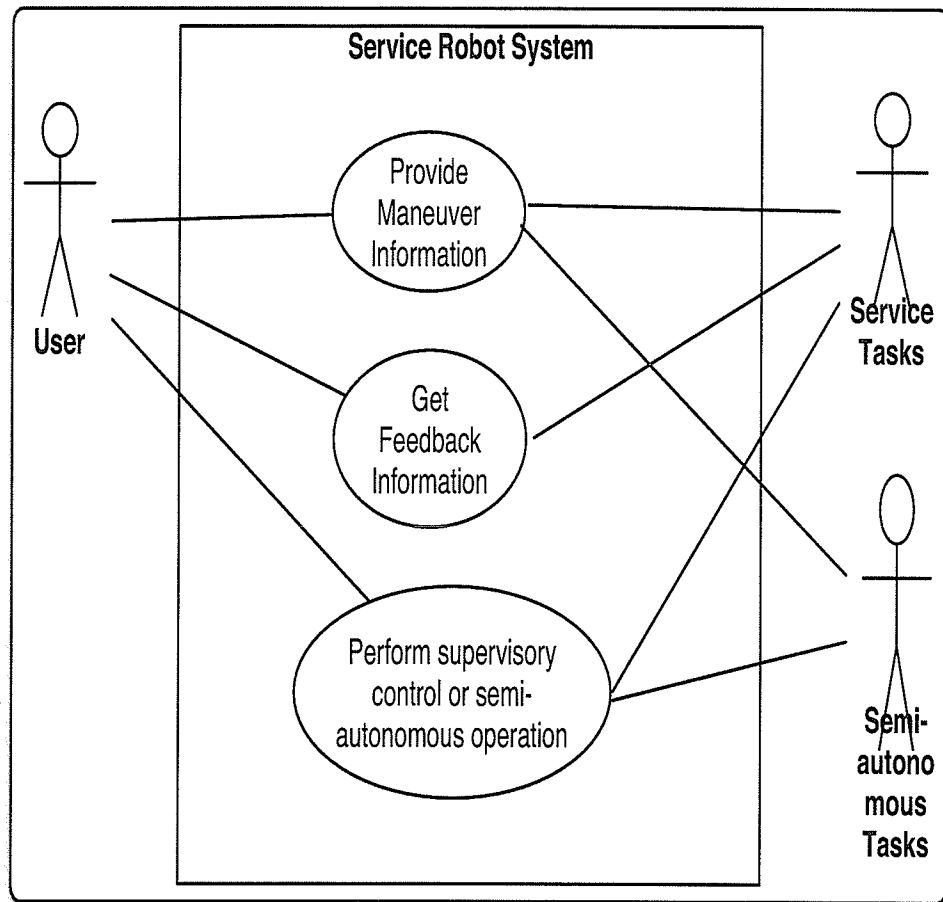 Service Robot System
Provide
Maneuver
Information
User
Service
Tasks
Get
Feedback
Information
Perform supervisory
control or semi-
autonomous operation
Semi-
autono
mous
Tasks